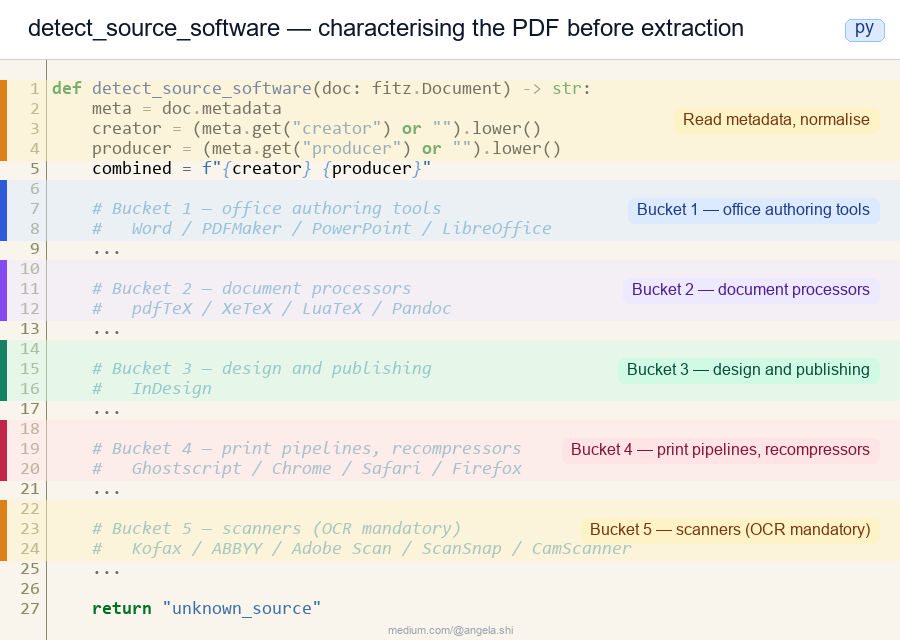 detect_source_software — characterising the PDF before extraction
py
1 def detect_source_software(doc: fitz.Document) -> str:
2     meta = doc.metadata
Read metadata, normalise
3     creator = (meta.get("creator") or "").lower()
4     producer = (meta.get("producer") or "").lower()
5     combined = f"{creator} {producer}"
6
7     # Bucket 1 — office authoring tools
Bucket 1 — office authoring tools
8     #   Word / PDFMaker / PowerPoint / LibreOffice
9     ...
10
11     # Bucket 2 — document processors
Bucket 2 — document processors
12     #   pdfTeX / XeTeX / LuaTeX / Pandoc
13     ...
14
15     # Bucket 3 — design and publishing
Bucket 3 — design and publishing
16     #   InDesign
17     ...
18
19     # Bucket 4 — print pipelines, recompressors
Bucket 4 — print pipelines, recompressors
20     #   Ghostscript / Chrome / Safari / Firefox
21     ...
22
23     # Bucket 5 — scanners (OCR mandatory)
Bucket 5 — scanners (OCR mandatory)
24     #   Kofax / ABBYY / Adobe Scan / ScanSnap / CamScanner
25     ...
26
27     return "unknown_source"
medium.com/@angela.shi